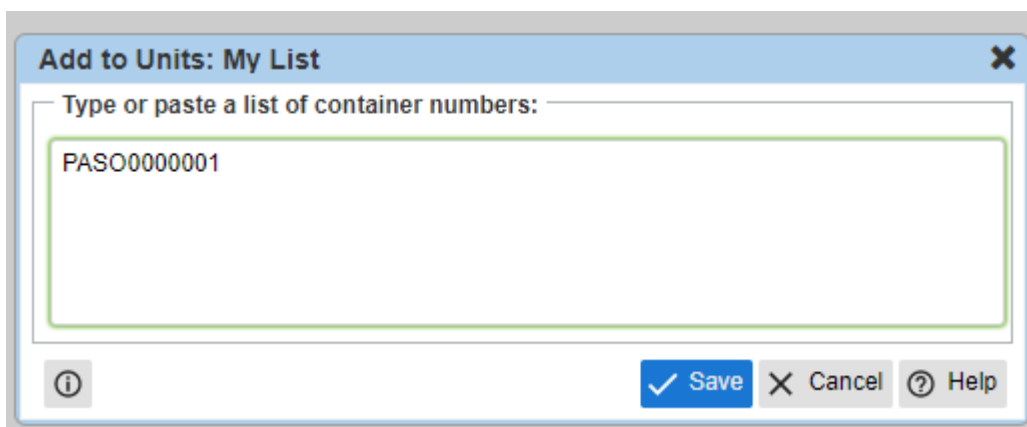 Add to Units: My List
Type or paste a list of container numbers:
PASO0000001
Save Cancel Help